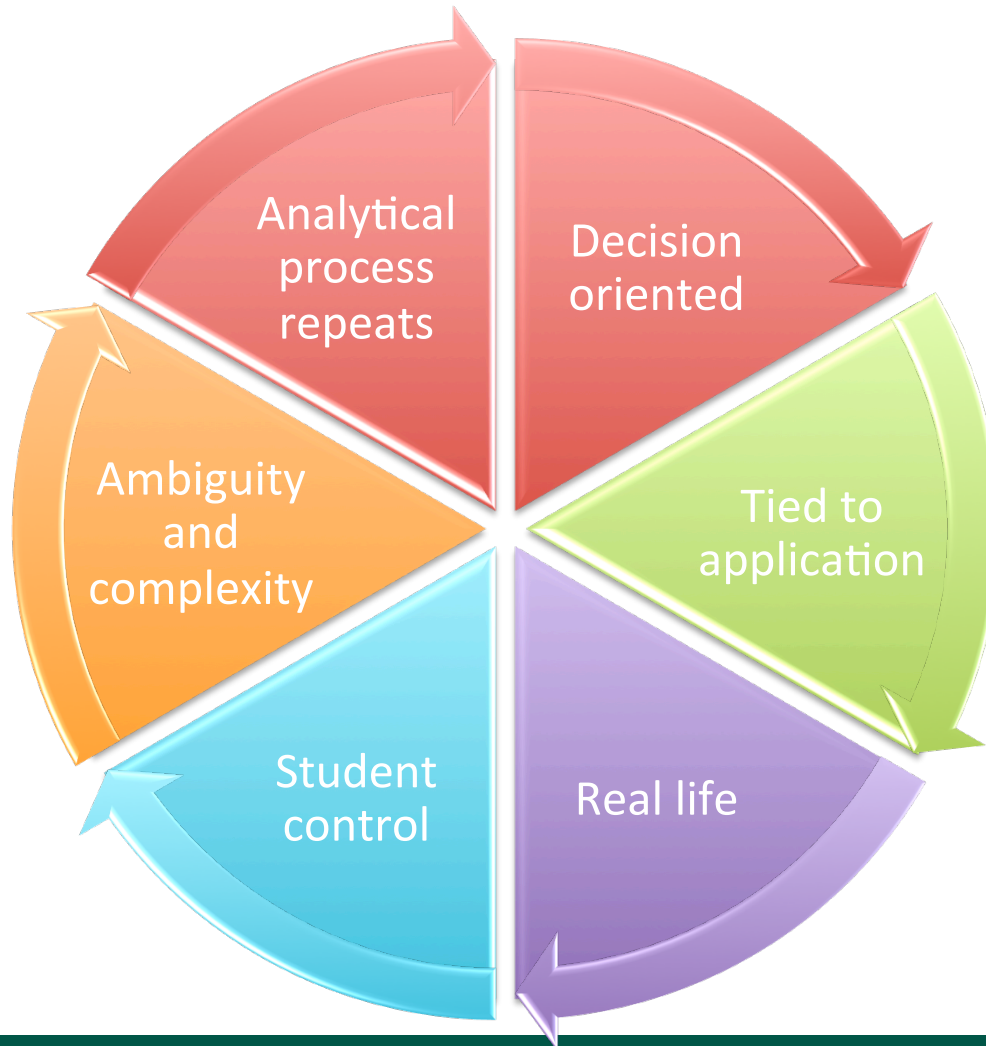 Decision
oriented
Tied to
application
Real life
Student
control
Ambiguity
and
complexity
Analytical
process
repeats